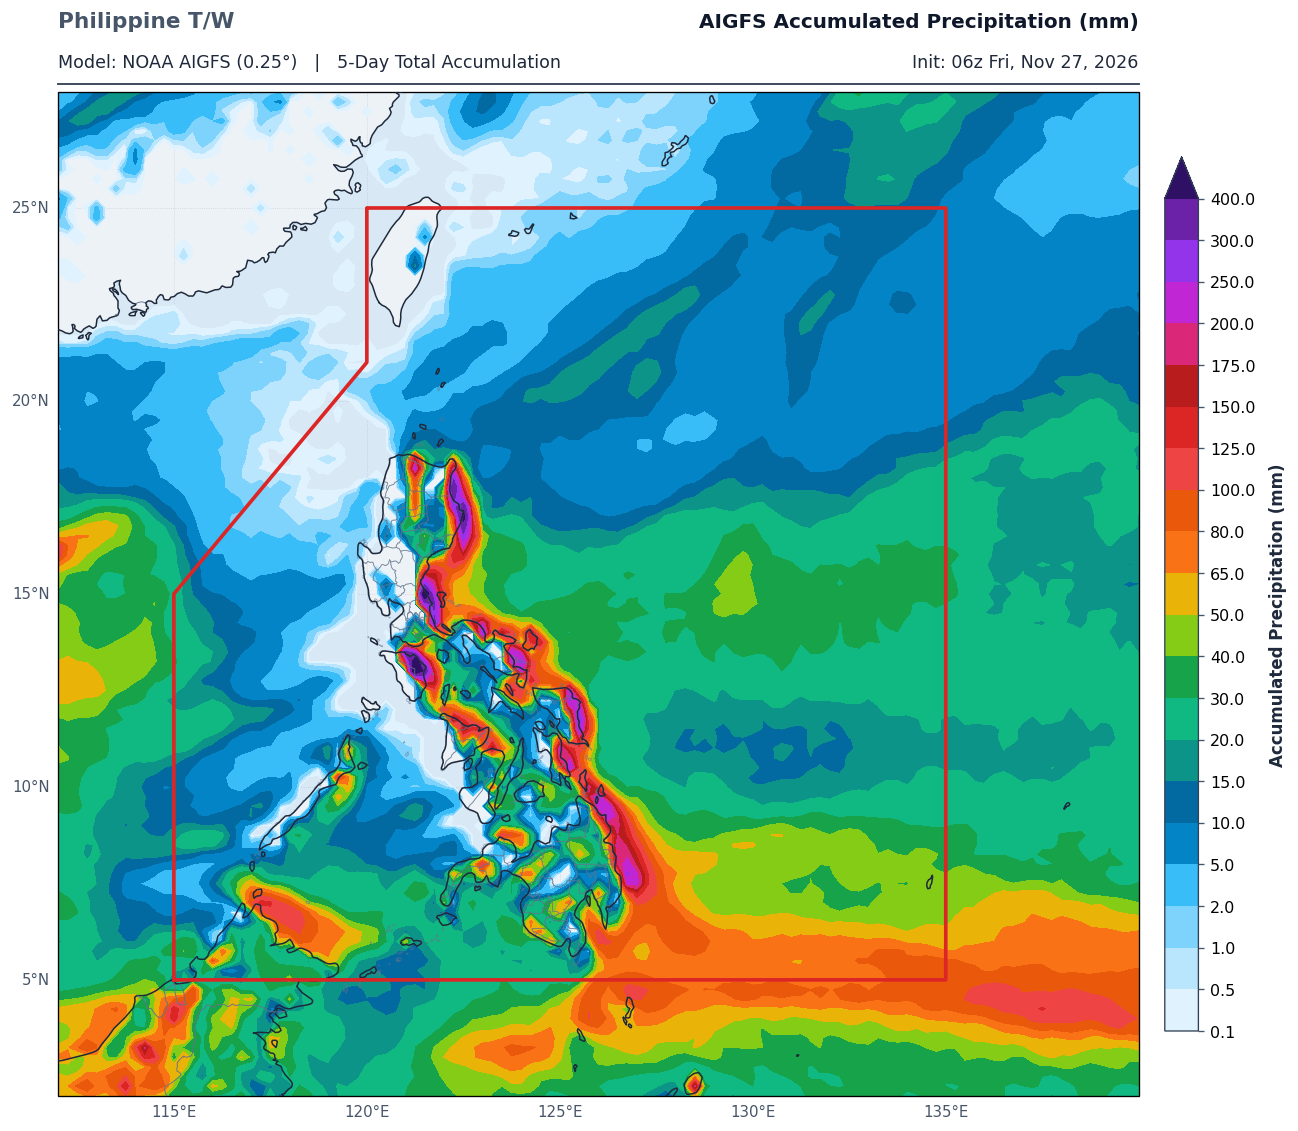 Philippine T/W
AIGFS Accumulated Precipitation (mm)
Model: NOAA AIGFS (0.25°) | 5-Day Total Accumulation
Init: 06z Fri, Nov 27, 2026
25°N
20°N
15°N
10°N
5°N
115°E
120°E
125°E
130°E
135°E
400.0
300.0
250.0
200.0
175.0
150.0
125.0
100.0
80.0
65.0
50.0
40.0
30.0
20.0
15.0
10.0
5.0
2.0
1.0
0.5
0.1
Accumulated Precipitation (mm)